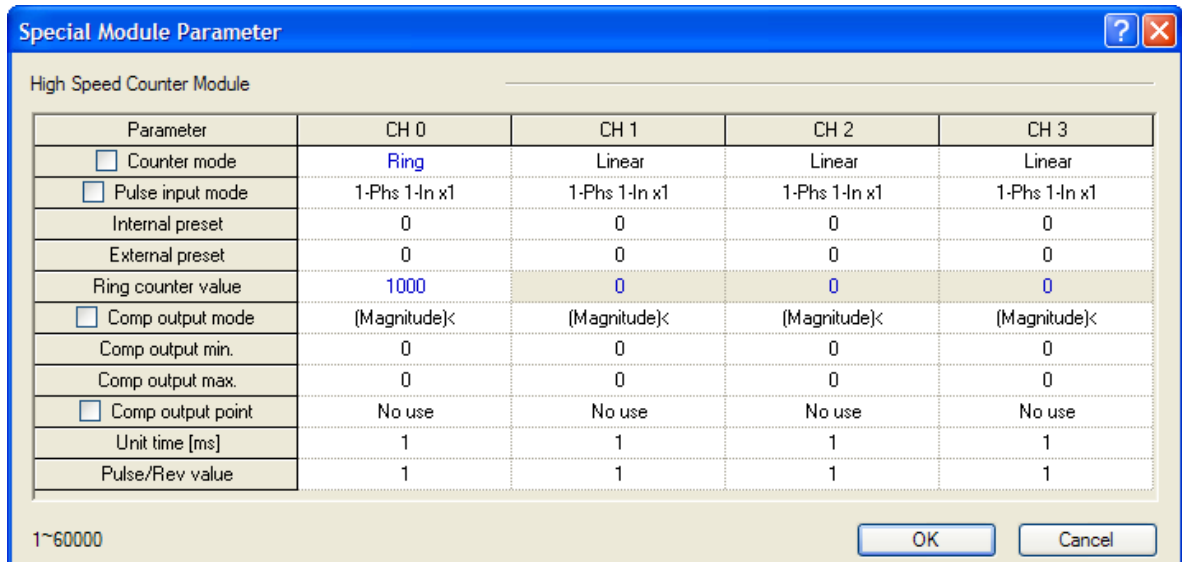 Special Module Parameter
High Speed Counter Module
Parameter CH 0 CH 1 CH 2 CH 3
Counter mode Ring Linear Linear Linear
Pulse input mode 1-Phs 1-In x1 1-Phs 1-In x1 1-Phs 1-In x1 1-Phs 1-In x1
Internal preset 0 0 0 0
External preset 0 0 0 0
Ring counter value 1000 0 0 0
Comp output mode (Magnitude)< (Magnitude)< (Magnitude)< (Magnitude)<
Comp output min. 0 0 0 0
Comp output max. 0 0 0 0
Comp output point No use No use No use No use
Unit time [ms] 1 1 1 1
Pulse/Rev value 1 1 1 1
1~60000 OK Cancel